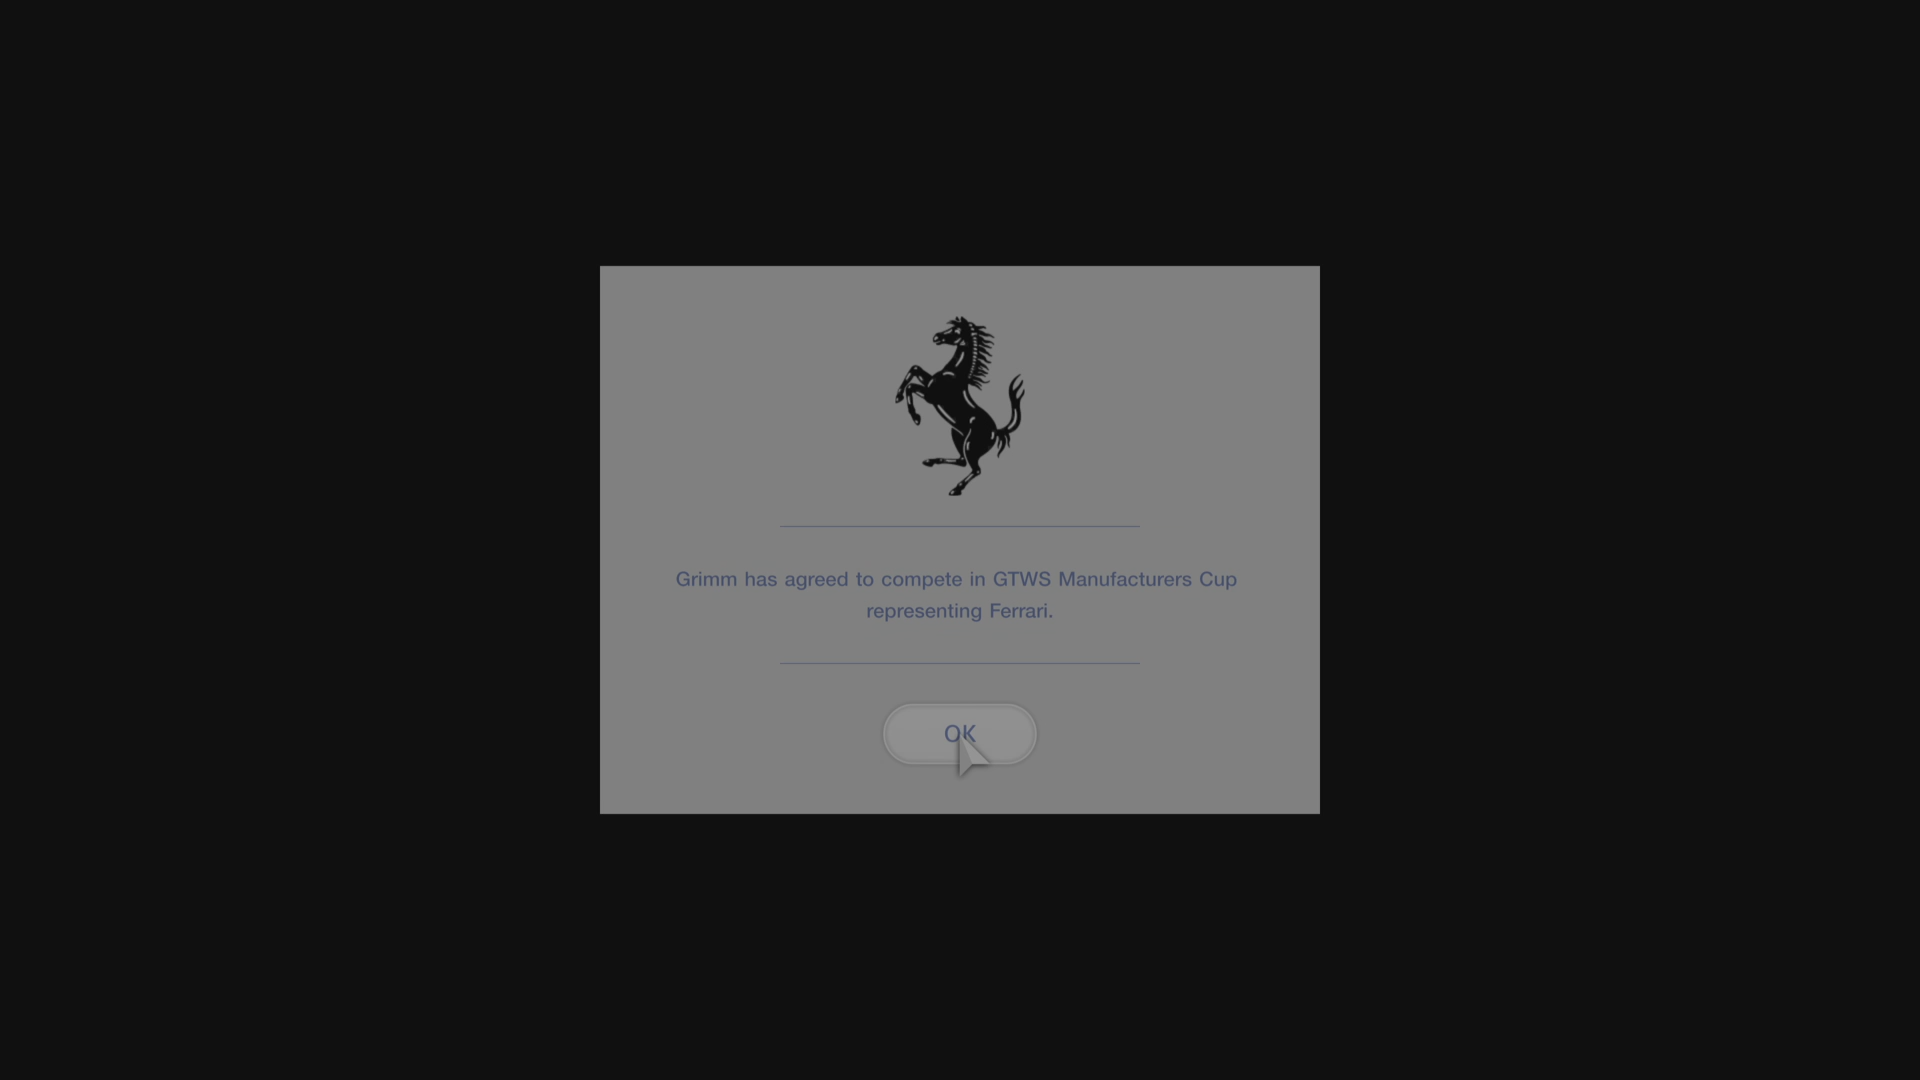 Grimm has agreed to compete in GTWS Manufacturers Cup
representing Ferrari.
OK